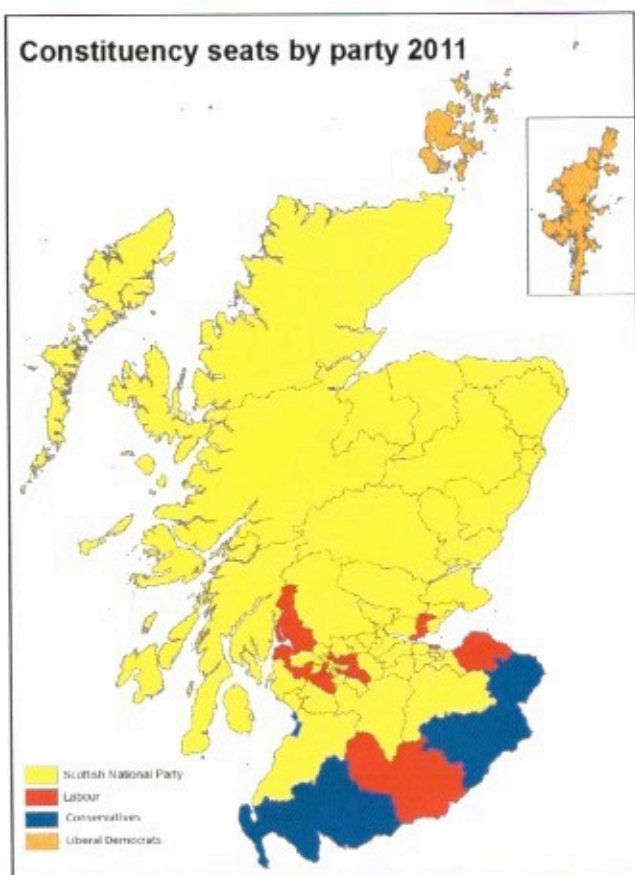 Constituency seats by party 2011
Scottish National Party
Labour
Conservatives
Liberal Democrats